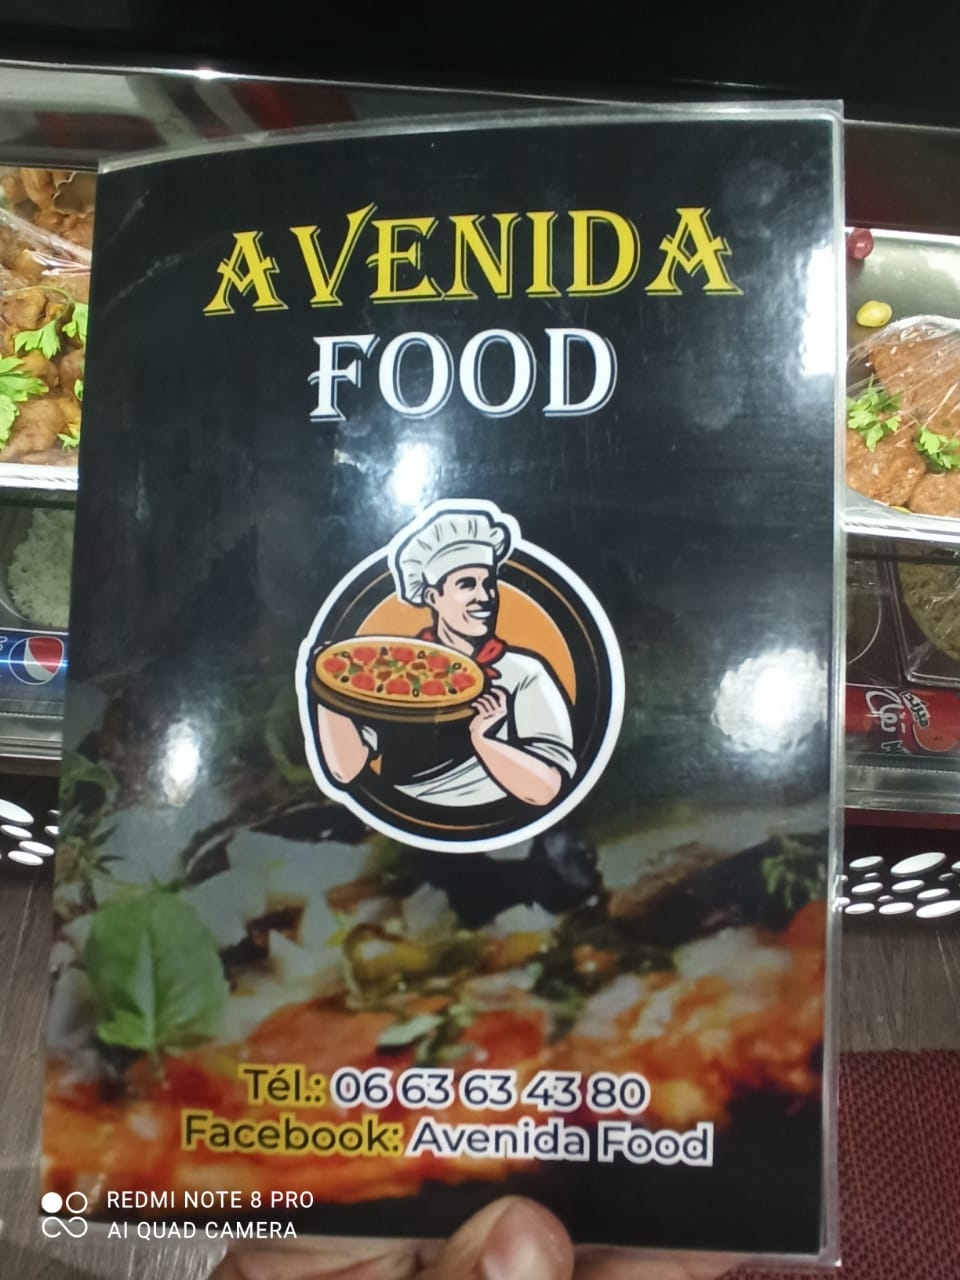 AVENIDA
FOOD
Tél.: 06 63 63 43 80
Facebook: Avenida Food
REDMI NOTE 8 PRO
AI QUAD CAMERA